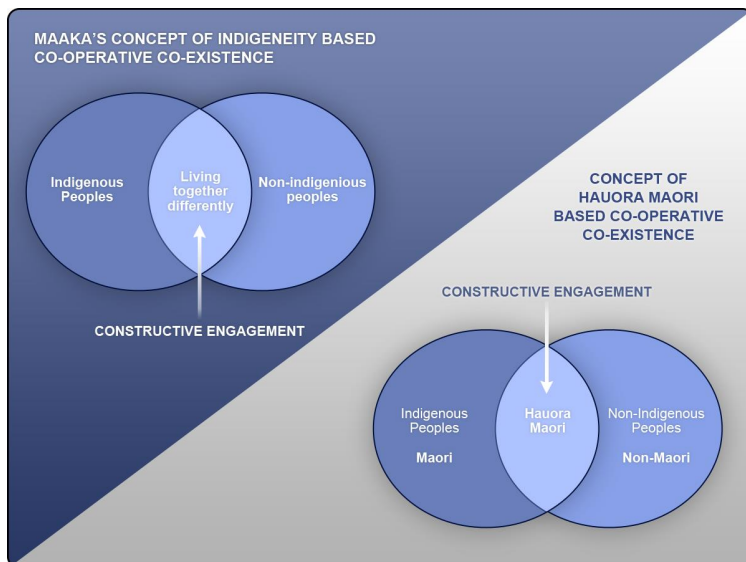 MAAKA'S CONCEPT OF INDIGENEITY BASED
CO-OPERATIVE CO-EXISTENCE
Indigenous
Peoples
Living
together
differently
Non-indigenious
peoples
CONSTRUCTIVE ENGAGEMENT
CONCEPT OF
HAUORA MAORI
BASED CO-OPERATIVE
CO-EXISTENCE
CONSTRUCTIVE ENGAGEMENT
Indigenous
Peoples
Maori
Hauora
Maori
Non-Indigenous
Peoples
Non-Maori